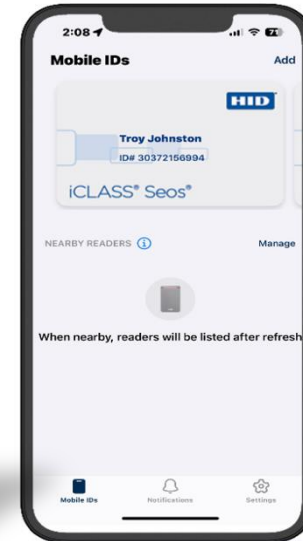 2:08
71
Mobile IDs
Add
HID
Troy Johnston
ID# 30372156994
iCLASS® Seos®
NEARBY READERS
Manage
When nearby, readers will be listed after refresh
Mobile IDs Notifications Settings